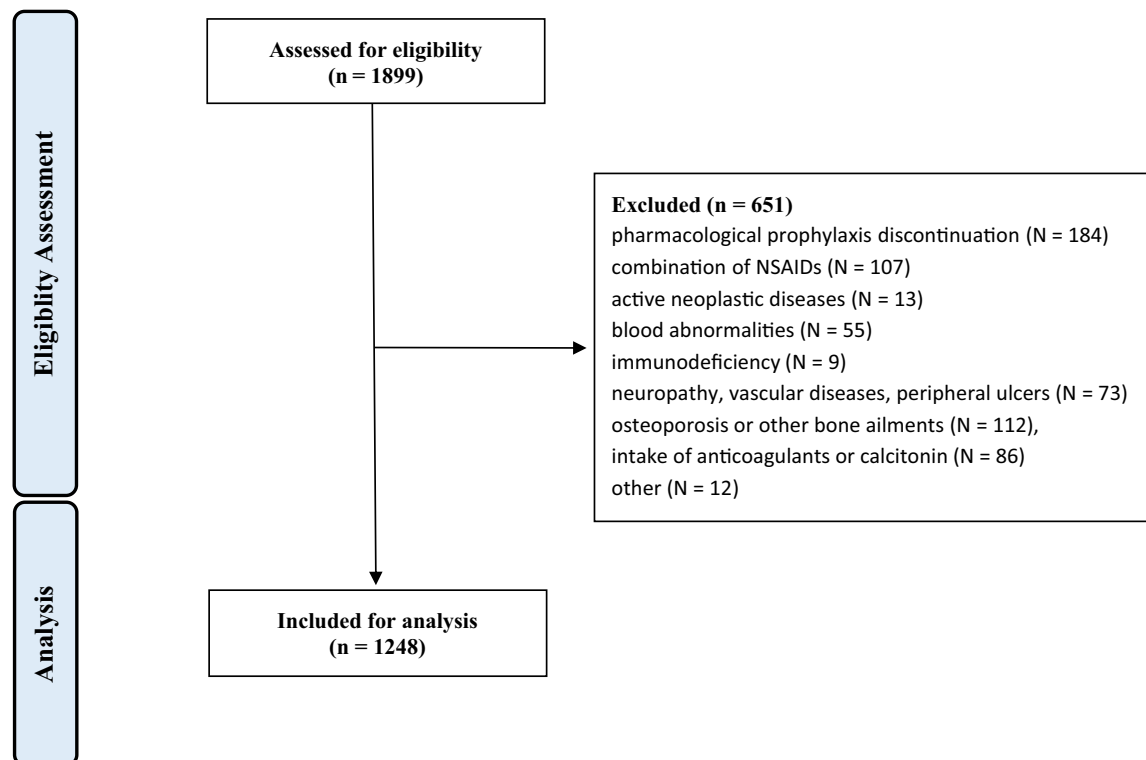 Eligiblity Assessment
Assessed for eligibility
(n = 1899)
Excluded (n = 651)
pharmacological prophylaxis discontinuation (N = 184)
combination of NSAIDs (N = 107)
active neoplastic diseases (N = 13)
blood abnormalities (N = 55)
immunodeficiency (N = 9)
neuropathy, vascular diseases, peripheral ulcers (N = 73)
osteoporosis or other bone ailments (N = 112),
intake of anticoagulants or calcitonin (N = 86)
other (N = 12)
Analysis
Included for analysis
(n = 1248)